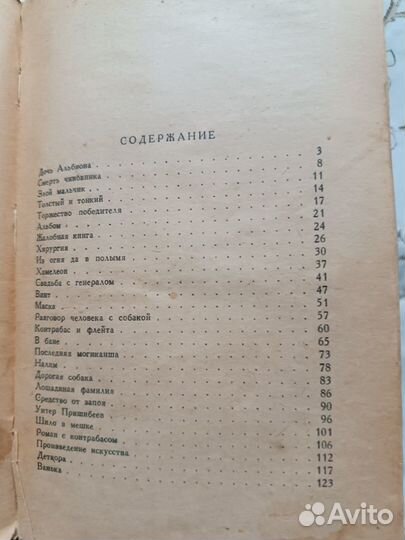 СОДЕРЖАНИЕ
Дочь Альбиона . . . . . . . . . . 3
Смерть чиновника . . . . . . . . . . 8
Злой мальчик . . . . . . . . . . 11
Толстый и тонкий . . . . . . . . . . 14
Торжество победителя . . . . . . . . . . 17
Альбом . . . . . . . . . . 21
Жалобная книга . . . . . . . . . . 24
Хирургия . . . . . . . . . . 26
Из огня да в полымя . . . . . . . . . . 30
Хамелеон . . . . . . . . . . 37
Свадьба с генералом . . . . . . . . . . 41
Винт . . . . . . . . . . 47
Маска . . . . . . . . . . 51
Разговор человека с собакой . . . . . . . . . . 57
Контрабас и флейта . . . . . . . . . . 60
В бане . . . . . . . . . . 65
Последняя могиканша . . . . . . . . . . 73
Налим . . . . . . . . . . 78
Дорогая собака . . . . . . . . . . 83
Лошадиная фамилия . . . . . . . . . . 86
Средство от запоя . . . . . . . . . . 90
Унтер Пришибеев . . . . . . . . . . 96
Шило в мешке . . . . . . . . . . 101
Роман с контрабасом . . . . . . . . . . 106
Произведение искусства . . . . . . . . . . 112
Детвора . . . . . . . . . . 117
Ванька . . . . . . . . . . 123
Avito